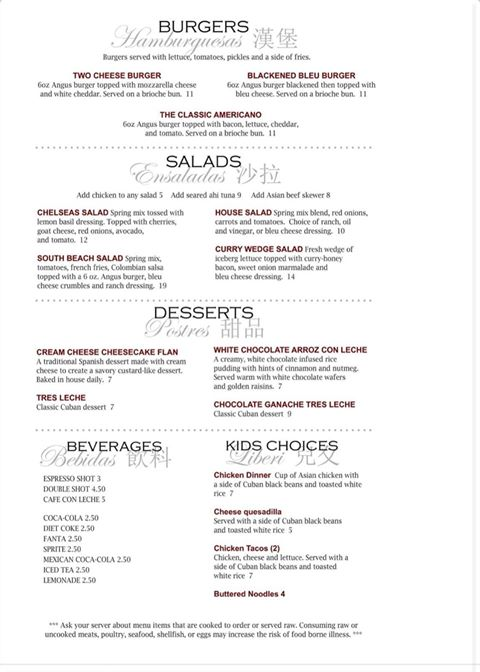 BURGERS
Hamburguesas 漢堡
Burgers served with lettuce, tomatoes, pickles and a side of fries.
TWO CHEESE BURGER
6oz Angus burger topped with mozzarella cheese
and white cheddar. Served on a brioche bun. 11
BLACKENED BLEU BURGER
6oz Angus burger blackened then topped with
bleu cheese. Served on a brioche bun. 11
THE CLASSIC AMERICANO
6oz Angus burger topped with bacon, lettuce, cheddar,
and tomato. Served on a brioche bun. 11
SALADS
Ensaladas 沙拉
Add chicken to any salad 5 Add seared ahi tuna 9 Add Asian beef skewer 8
CHELSEAS SALAD Spring mix tossed with
lemon basil dressing. Topped with cherries,
goat cheese, red onions, avocado,
and tomato. 12
SOUTH BEACH SALAD Spring mix,
tomatoes, french fries, Colombian salsa
topped with a 6 oz. Angus burger, bleu
cheese crumbles and ranch dressing. 19
HOUSE SALAD Spring mix blend, red onions,
carrots and tomatoes. Choice of ranch, oil
and vinegar, or bleu cheese dressing. 10
CURRY WEDGE SALAD Fresh wedge of
iceberg lettuce topped with curry-honey
bacon, sweet onion marmalade and
bleu cheese dressing. 14
DESSERTS
Postres 甜品
CREAM CHEESE CHEESECAKE FLAN
A traditional Spanish dessert made with cream
cheese to create a savory custard-like dessert.
Baked in house daily. 7
TRES LECHE
Classic Cuban dessert 7
WHITE CHOCOLATE ARROZ CON LECHE
A creamy, white chocolate infused rice
pudding with hints of cinnamon and nutmeg.
Served warm with white chocolate wafers
and golden raisins. 7
CHOCOLATE GANACHE TRES LECHE
Classic Cuban dessert 9
BEVERAGES
Bebidas 飲料
ESPRESSO SHOT 3
DOUBLE SHOT 4.50
CAFE CON LECHE 5
COCA-COLA 2.50
DIET COKE 2.50
FANTA 2.50
SPRITE 2.50
MEXICAN COCA-COLA 2.50
ICED TEA 2.50
LEMONADE 2.50
KIDS CHOICES
Liberi 兒
Chicken Dinner Cup of Asian chicken with
a side of Cuban black beans and toasted white
rice 7
Cheese quesadilla
Served with a side of Cuban black beans
and toasted white rice 5
Chicken Tacos (2)
Chicken, cheese and lettuce. Served with a
side of Cuban black beans and toasted
white rice 7
Buttered Noodles 4
*** Ask your server about menu items that are cooked to order or served raw. Consuming raw or
uncooked meats, poultry, seafood, shellfish, or eggs may increase the risk of food borne illness. ***